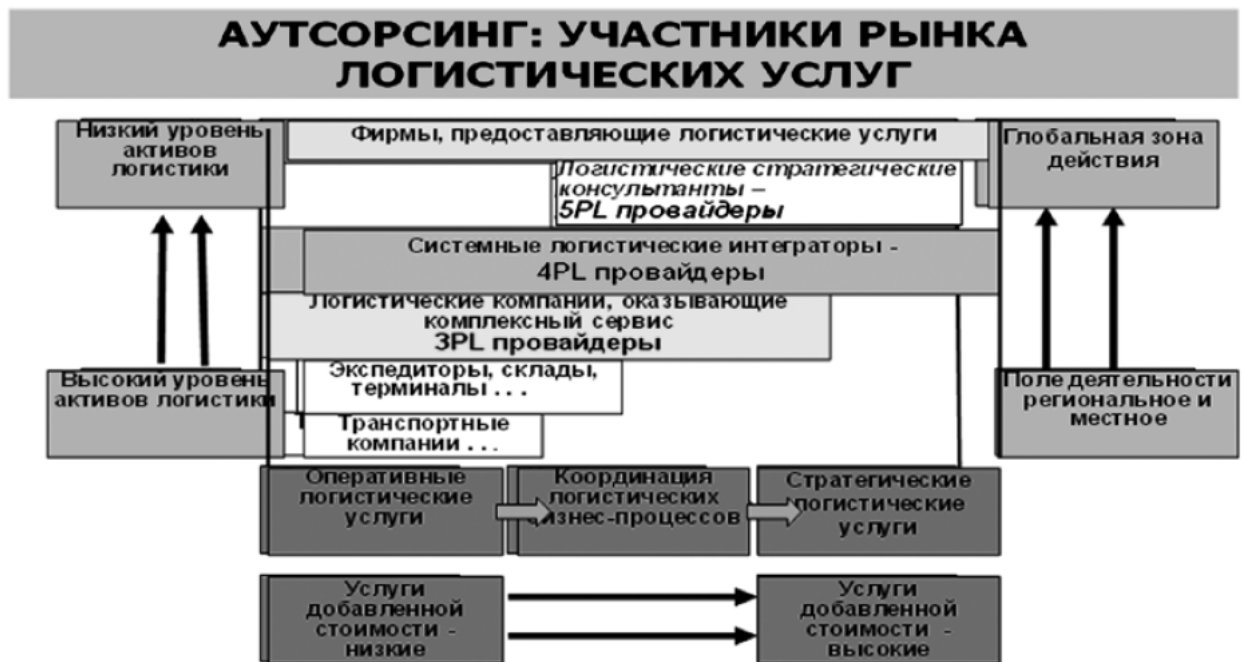 АУТСОРСИНГ: УЧАСТНИКИ РЫНКА
ЛОГИСТИЧЕСКИХ УСЛУГ
Низкий уровень
активов
логистики
Фирмы, предоставляющие логистические услуги
Глобальная зона
действия
Логистические стратегические
консультанты –
5PL провайдеры
Системные логистические интеграторы -
4PL провайдеры
Логистические компании, оказывающие
комплексный сервис
3PL провайдеры
Экспедиторы, склады,
терминалы . . .
Высокий уровень
активов логистики
Поле деятельности
региональное и
местное
Транспортные
компании . . .
Оперативные
логистические
услуги
Координация
логистических
бизнес-процессов
Стратегические
логистические
услуги
Услуги
добавленной
стоимости -
низкие
Услуги
добавленной
стоимости -
высокие